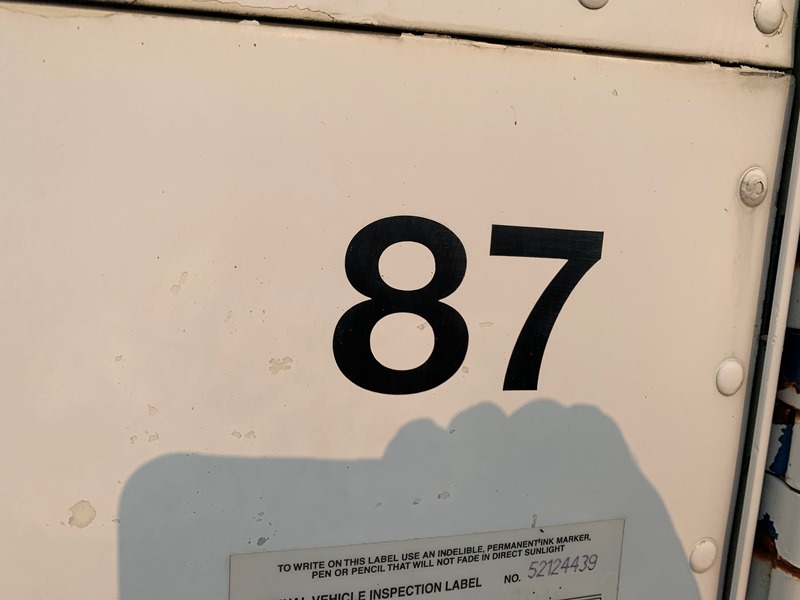 87
TO WRITE ON THIS LABEL USE AN INDELIBLE, PERMANENT INK MARKER,
PEN OR PENCIL THAT WILL NOT FADE IN DIRECT SUNLIGHT
VEHICLE INSPECTION LABEL NO. 52124439